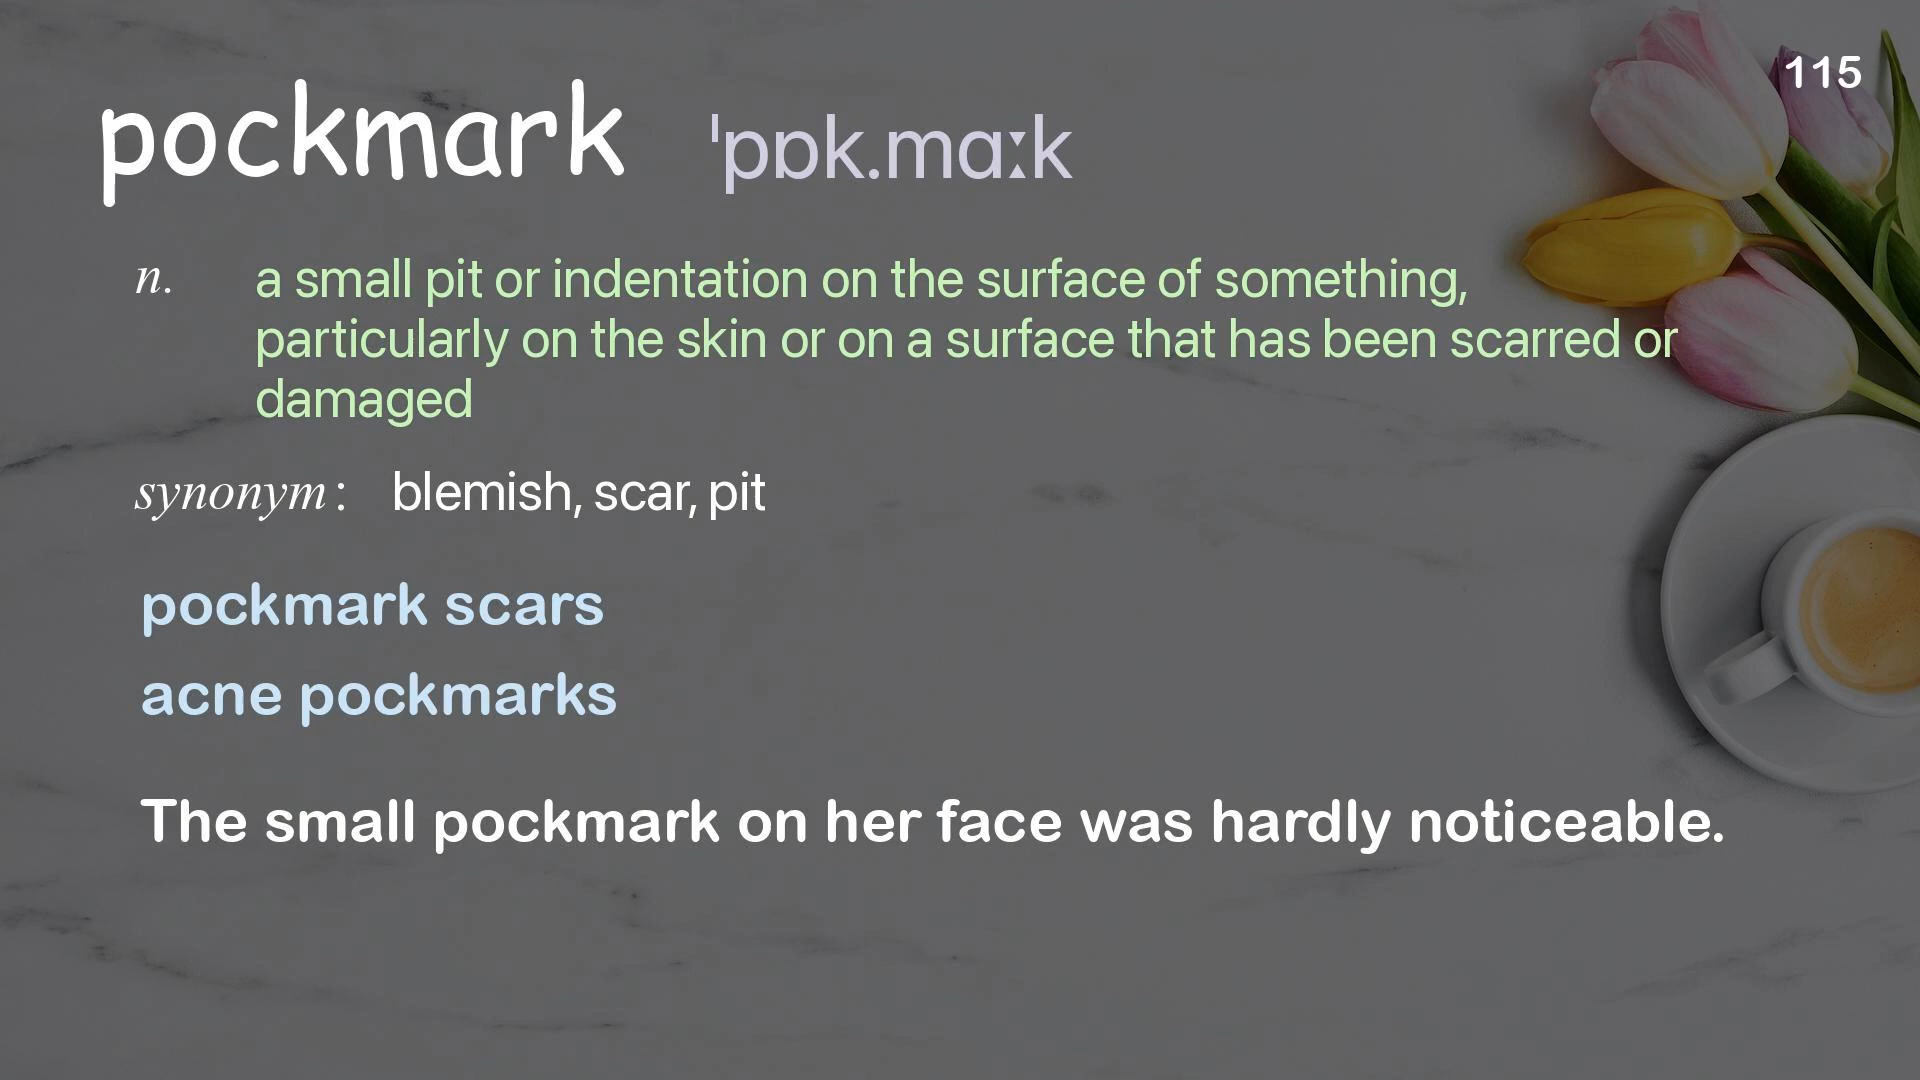 115
pockmark ˈpɒk.mɑːk
n. a small pit or indentation on the surface of something,
particularly on the skin or on a surface that has been scarred or
damaged
synonym: blemish, scar, pit
pockmark scars
acne pockmarks
The small pockmark on her face was hardly noticeable.